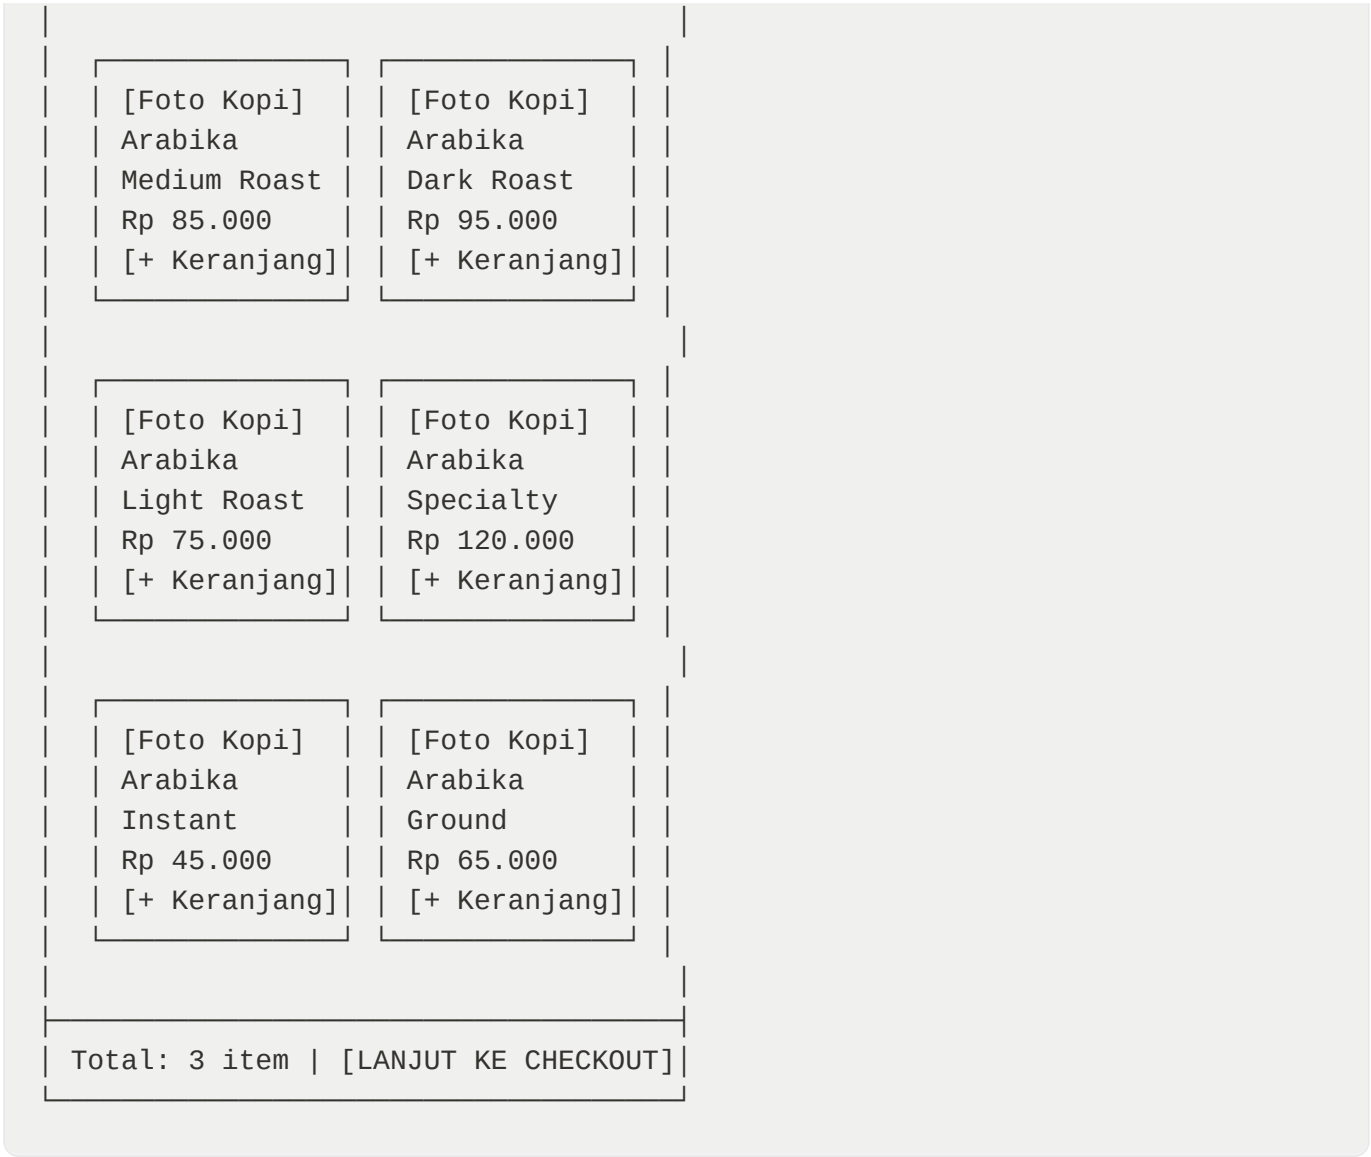 [Foto Kopi] [Foto Kopi]
Arabika Arabika
Medium Roast Dark Roast
Rp 85.000 Rp 95.000
[+ Keranjang] [+ Keranjang]
[Foto Kopi] [Foto Kopi]
Arabika Arabika
Light Roast Specialty
Rp 75.000 Rp 120.000
[+ Keranjang] [+ Keranjang]
[Foto Kopi] [Foto Kopi]
Arabika Arabika
Instant Ground
Rp 45.000 Rp 65.000
[+ Keranjang] [+ Keranjang]
Total: 3 item | [LANJUT KE CHECKOUT]